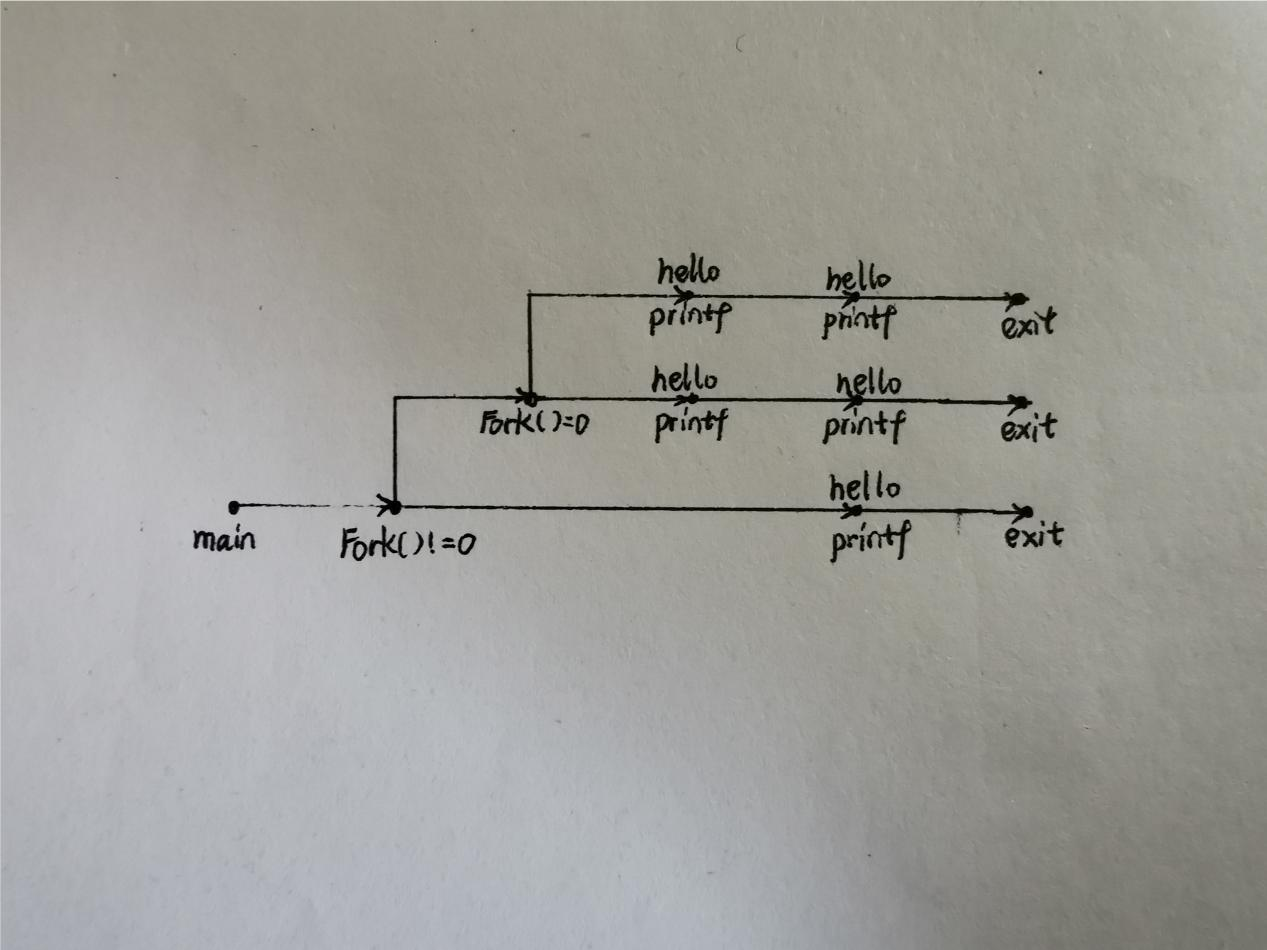 hello hello
printf printf exit
hello hello
Fork()=0 printf printf exit
hello
main Fork()!=0 printf exit